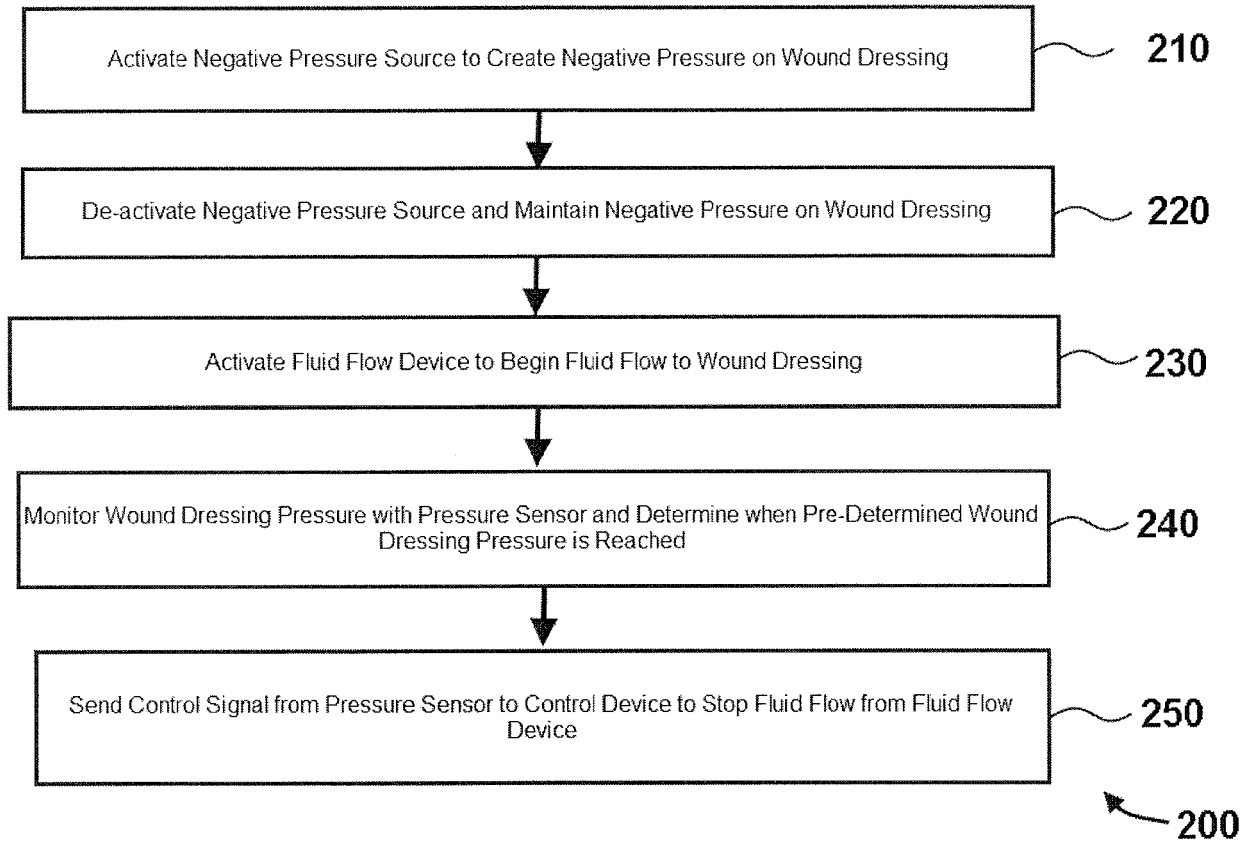 Activate Negative Pressure Source to Create Negative Pressure on Wound Dressing
210
De-activate Negative Pressure Source and Maintain Negative Pressure on Wound Dressing
220
Activate Fluid Flow Device to Begin Fluid Flow to Wound Dressing
230
Monitor Wound Dressing Pressure with Pressure Sensor and Determine when Pre-Determined Wound
Dressing Pressure is Reached
240
Send Control Signal from Pressure Sensor to Control Device to Stop Fluid Flow from Fluid Flow
Device
250
200